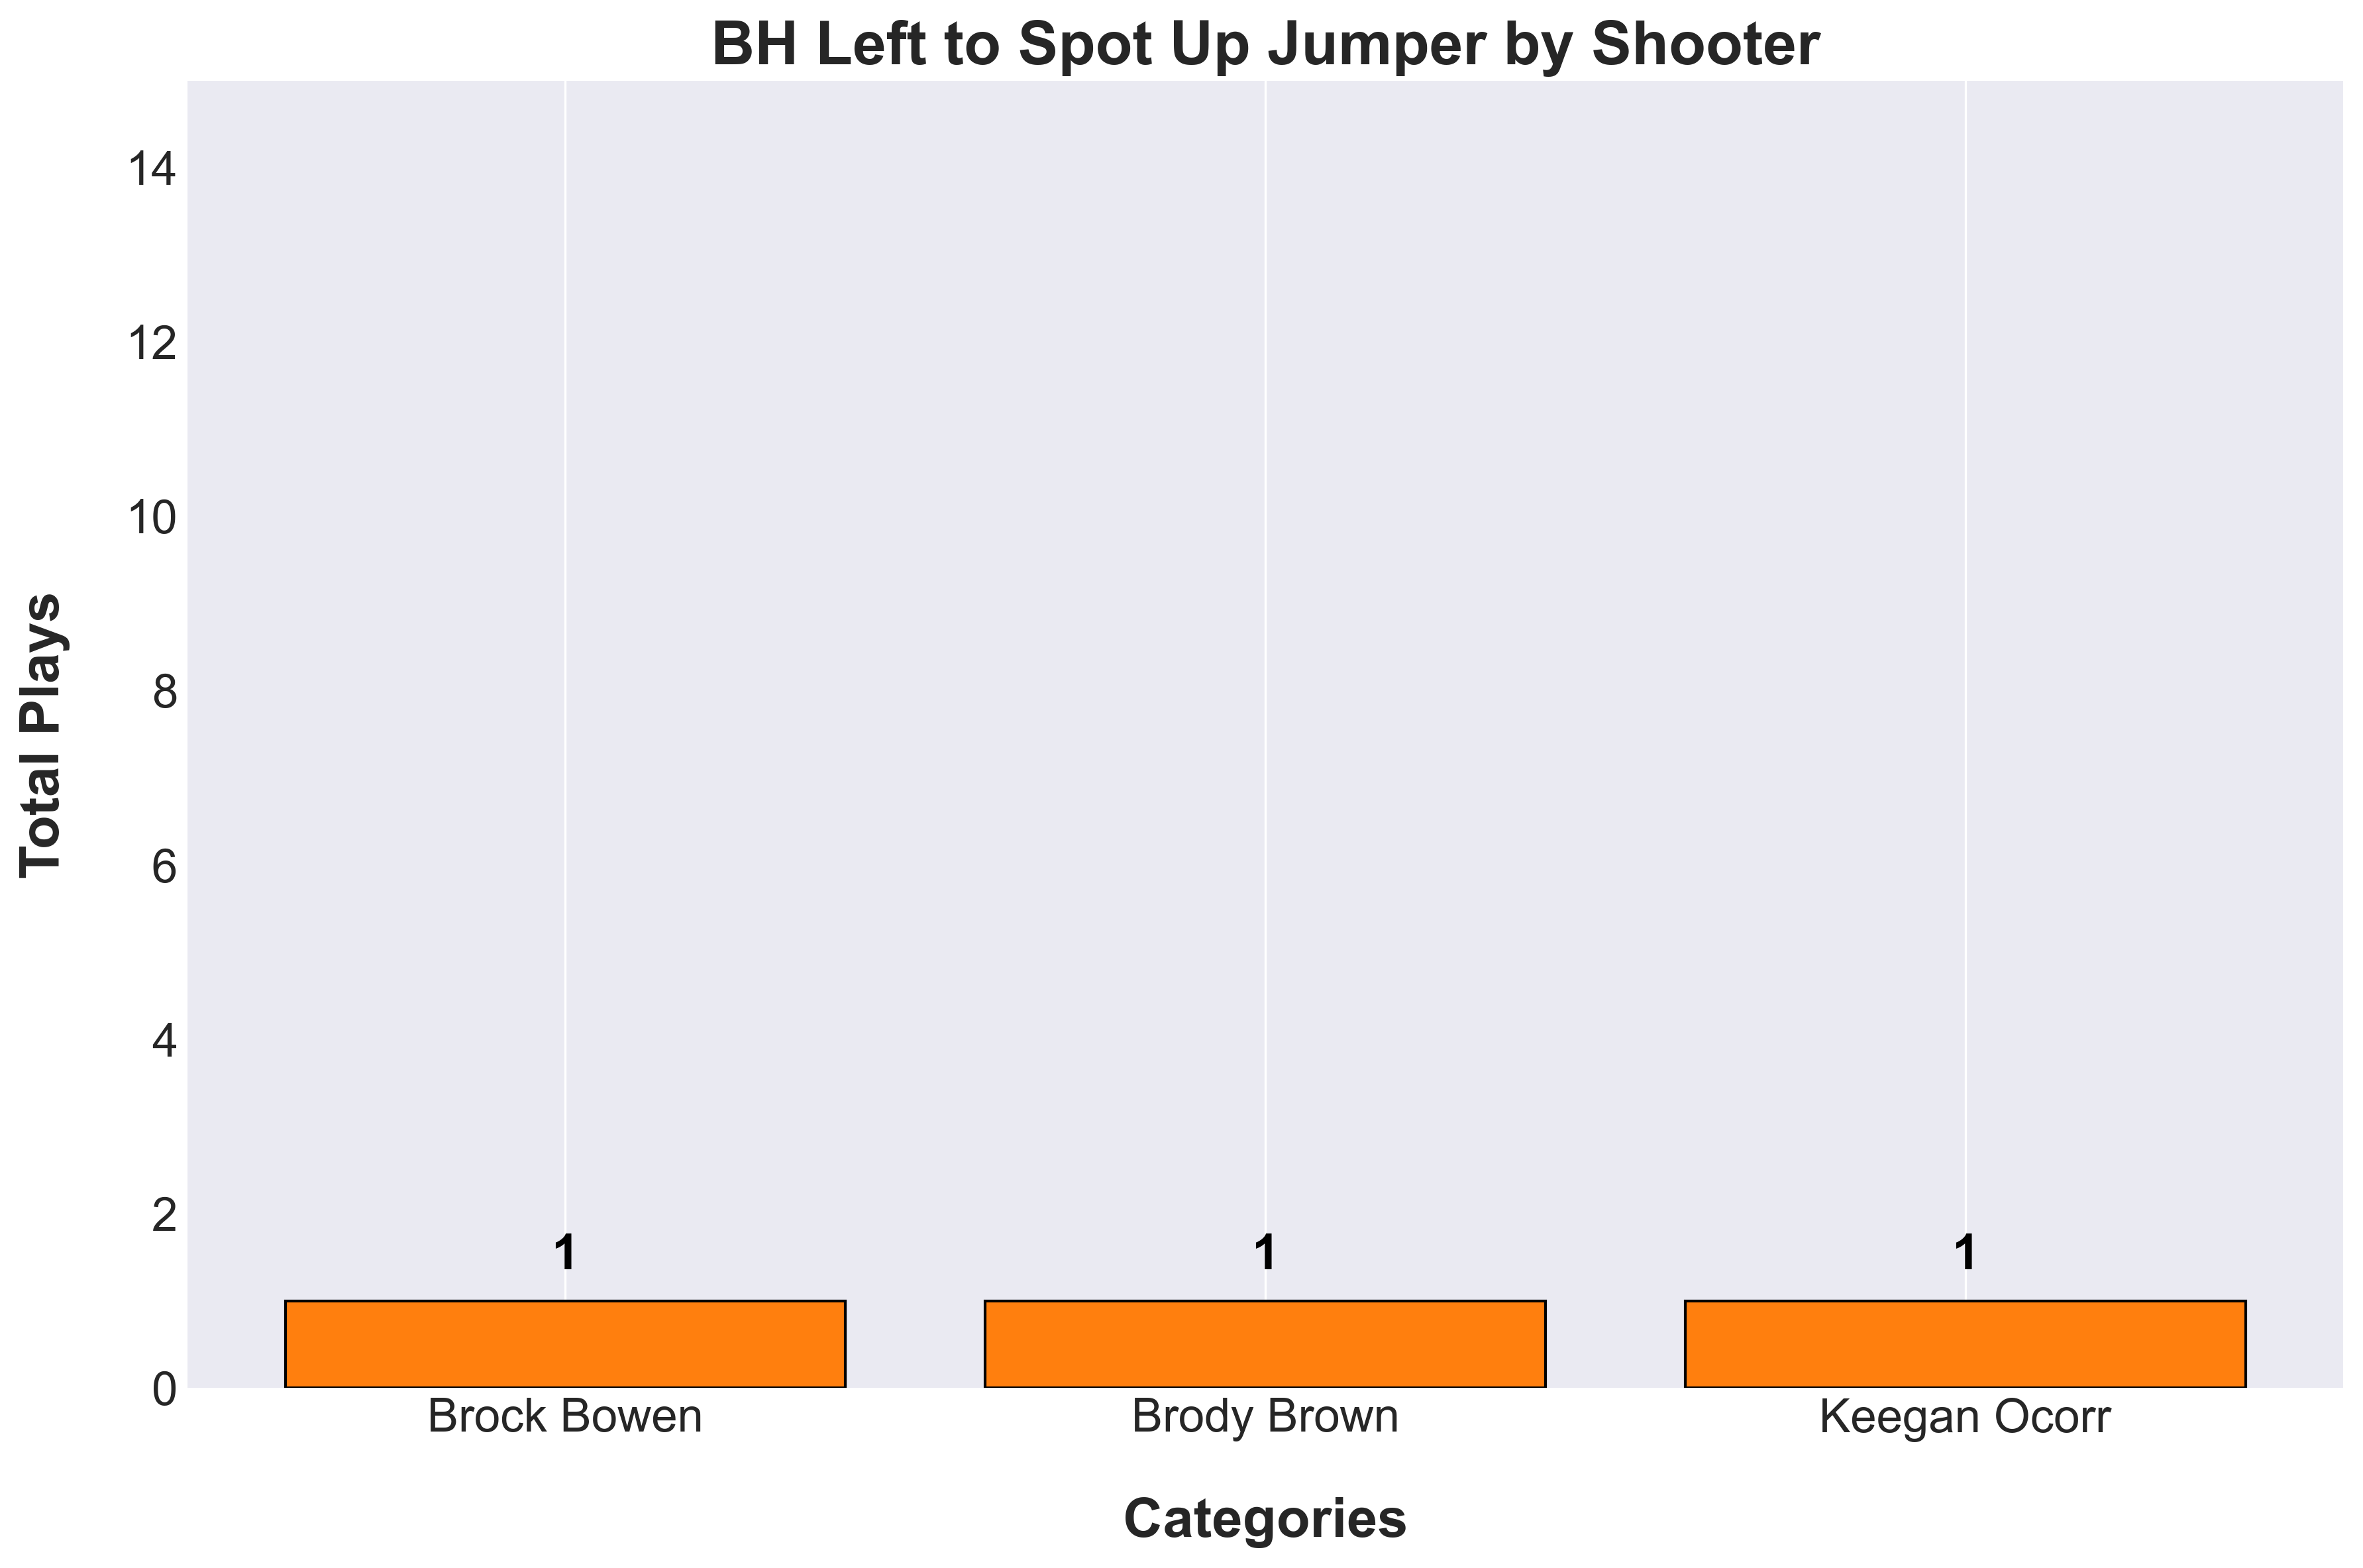 BH Left to Spot Up Jumper by Shooter
14
12
10
8
6
4
2
0
Total Plays
1 1 1
Brock Bowen Brody Brown Keegan Ocorr
Categories